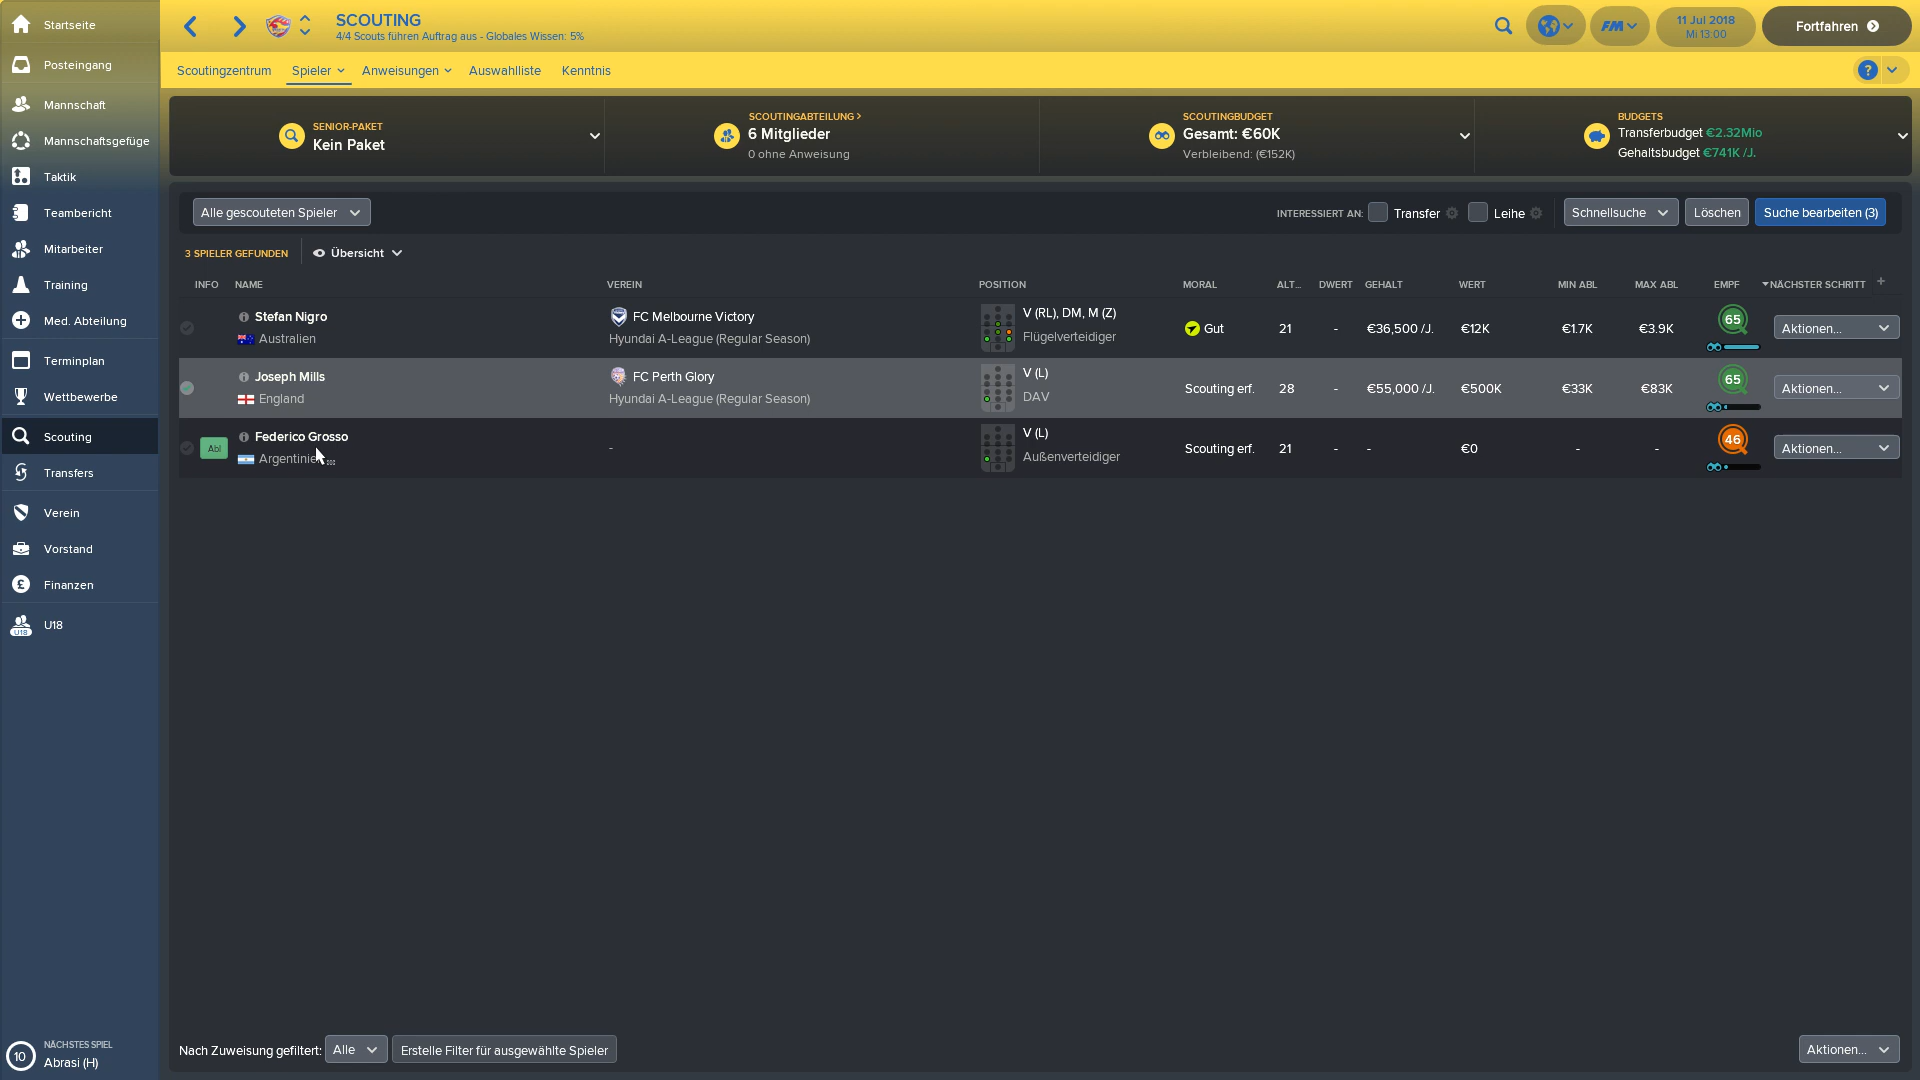 Startseite
Posteingang
Mannschaft
Mannschaftsgefüge
Taktik
Teambericht
Mitarbeiter
Training
Med. Abteilung
Terminplan
Wettbewerbe
Scouting
Transfers
Verein
Vorstand
Finanzen
U18
U18
NÄCHSTES SPIEL
10 Abrasi (H)
SCOUTING
4/4 Scouts führen Auftrag aus - Globales Wissen: 5%
FM
11 Jul 2018
Mi 13:00
Fortfahren
Scoutingzentrum Spieler Anweisungen Auswahlliste Kenntnis ?
SENIOR-PAKET
Kein Paket
SCOUTINGABTEILUNG >
6 Mitglieder
0 ohne Anweisung
SCOUTINGBUDGET
Gesamt: €60K
Verbleibend: (€152K)
BUDGETS
Transferbudget €2.32Mio
Gehaltsbudget €741K /J.
Alle gescouteten Spieler INTERESSIERT AN: Transfer Leihe Schnellsuche Löschen Suche bearbeiten (3)
3 SPIELER GEFUNDEN Übersicht
INFO NAME VEREIN POSITION MORAL ALT... DWERT GEHALT WERT MIN ABL MAX ABL EMPF NÄCHSTER SCHRITT +
Stefan Nigro FC Melbourne Victory V (RL), DM, M (Z)
Gut 21 - €36,500 /J. €12K €1.7K €3.9K 65 Aktionen...
Australien Hyundai A-League (Regular Season) Flügelverteidiger
Joseph Mills FC Perth Glory V (L)
Scouting erf. 28 - €55,000 /J. €500K €33K €83K 65 Aktionen...
England Hyundai A-League (Regular Season) DAV
Federico Grosso V (L)
Abl - Scouting erf. 21 - - €0 - - 46 Aktionen...
Argentinie Außenverteidiger
Nach Zuweisung gefiltert: Alle Erstelle Filter für ausgewählte Spieler Aktionen...